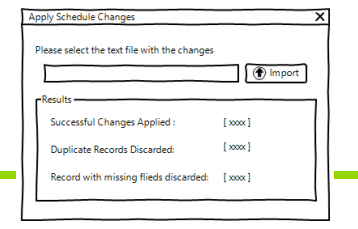 Apply Schedule Changes X
Please select the text file with the changes
Import
Results
Successful Changes Applied : [ xxxx ]
Duplicate Records Discarded: [ xxxx ]
Record with missing flieds discarded: [ xxxx ]